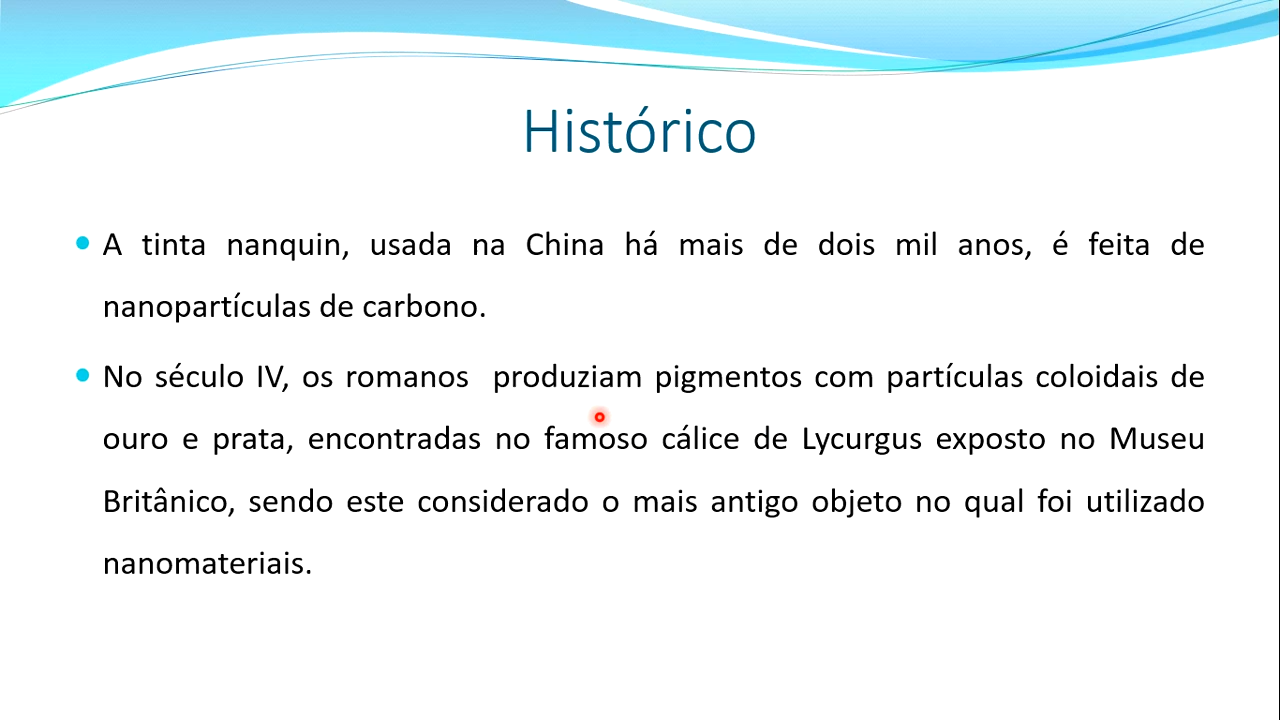 Histórico
A tinta nanquin, usada na China há mais de dois mil anos, é feita de
nanopartículas de carbono.
No século IV, os romanos  produziam pigmentos com partículas coloidais de
ouro e prata, encontradas no famoso cálice de Lycurgus exposto no Museu
Britânico, sendo este considerado o mais antigo objeto no qual foi utilizado
nanomateriais.